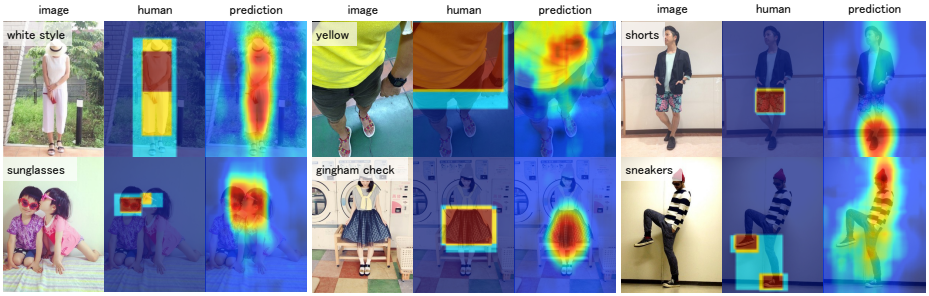 image human prediction image human prediction image human prediction
white style yellow shorts
sunglasses gingham check sneakers